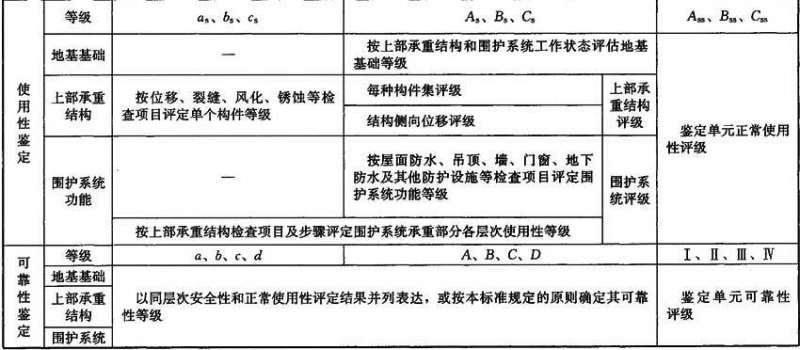 使用性鉴定
等级
as、bs、cs
As、Bs、Cs
Ass、Bss、Css
地基基础
—
按上部承重结构和围护系统工作状态评估地基
基础等级
鉴定单元正常使用
性评级
上部承重
结构
按位移、裂缝、风化、锈蚀等检
查项目评定单个构件等级
每种构件集评级
结构侧向位移评级
上部承
重结构
评级
围护系统
功能
—
按屋面防水、吊顶、墙、门窗、地下
防水及其他防护设施等检查项目评定围
护系统功能等级
围护系
统评级
按上部承重结构检查项目及步骤评定围护系统承重部分各层次使用性等级
可靠性鉴定
等级
a、b、c、d
A、B、C、D
Ⅰ、Ⅱ、Ⅲ、Ⅳ
地基基础
上部承重
结构
围护系统
以同层次安全性和正常使用性评定结果并列表达，或按本标准规定的原则确定其可靠
性等级
鉴定单元可靠性
评级